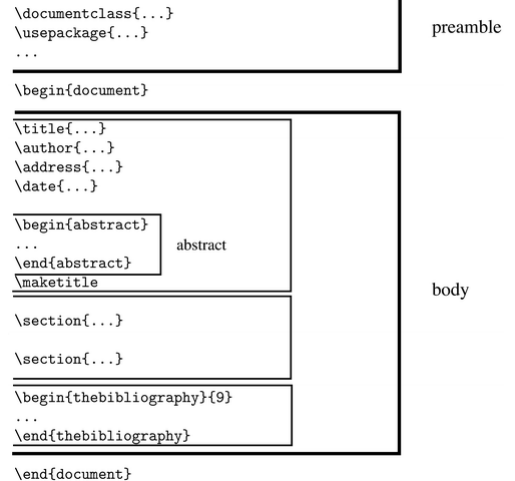 \documentclass{...}
\usepackage{...}
...
preamble
\begin{document}
\title{...}
\author{...}
\address{...}
\date{...}
\begin{abstract}
...
abstract
\end{abstract}
\maketitle
body
\section{...}
\section{...}
\begin{thebibliography}{9}
...
\end{thebibliography}
\end{document}